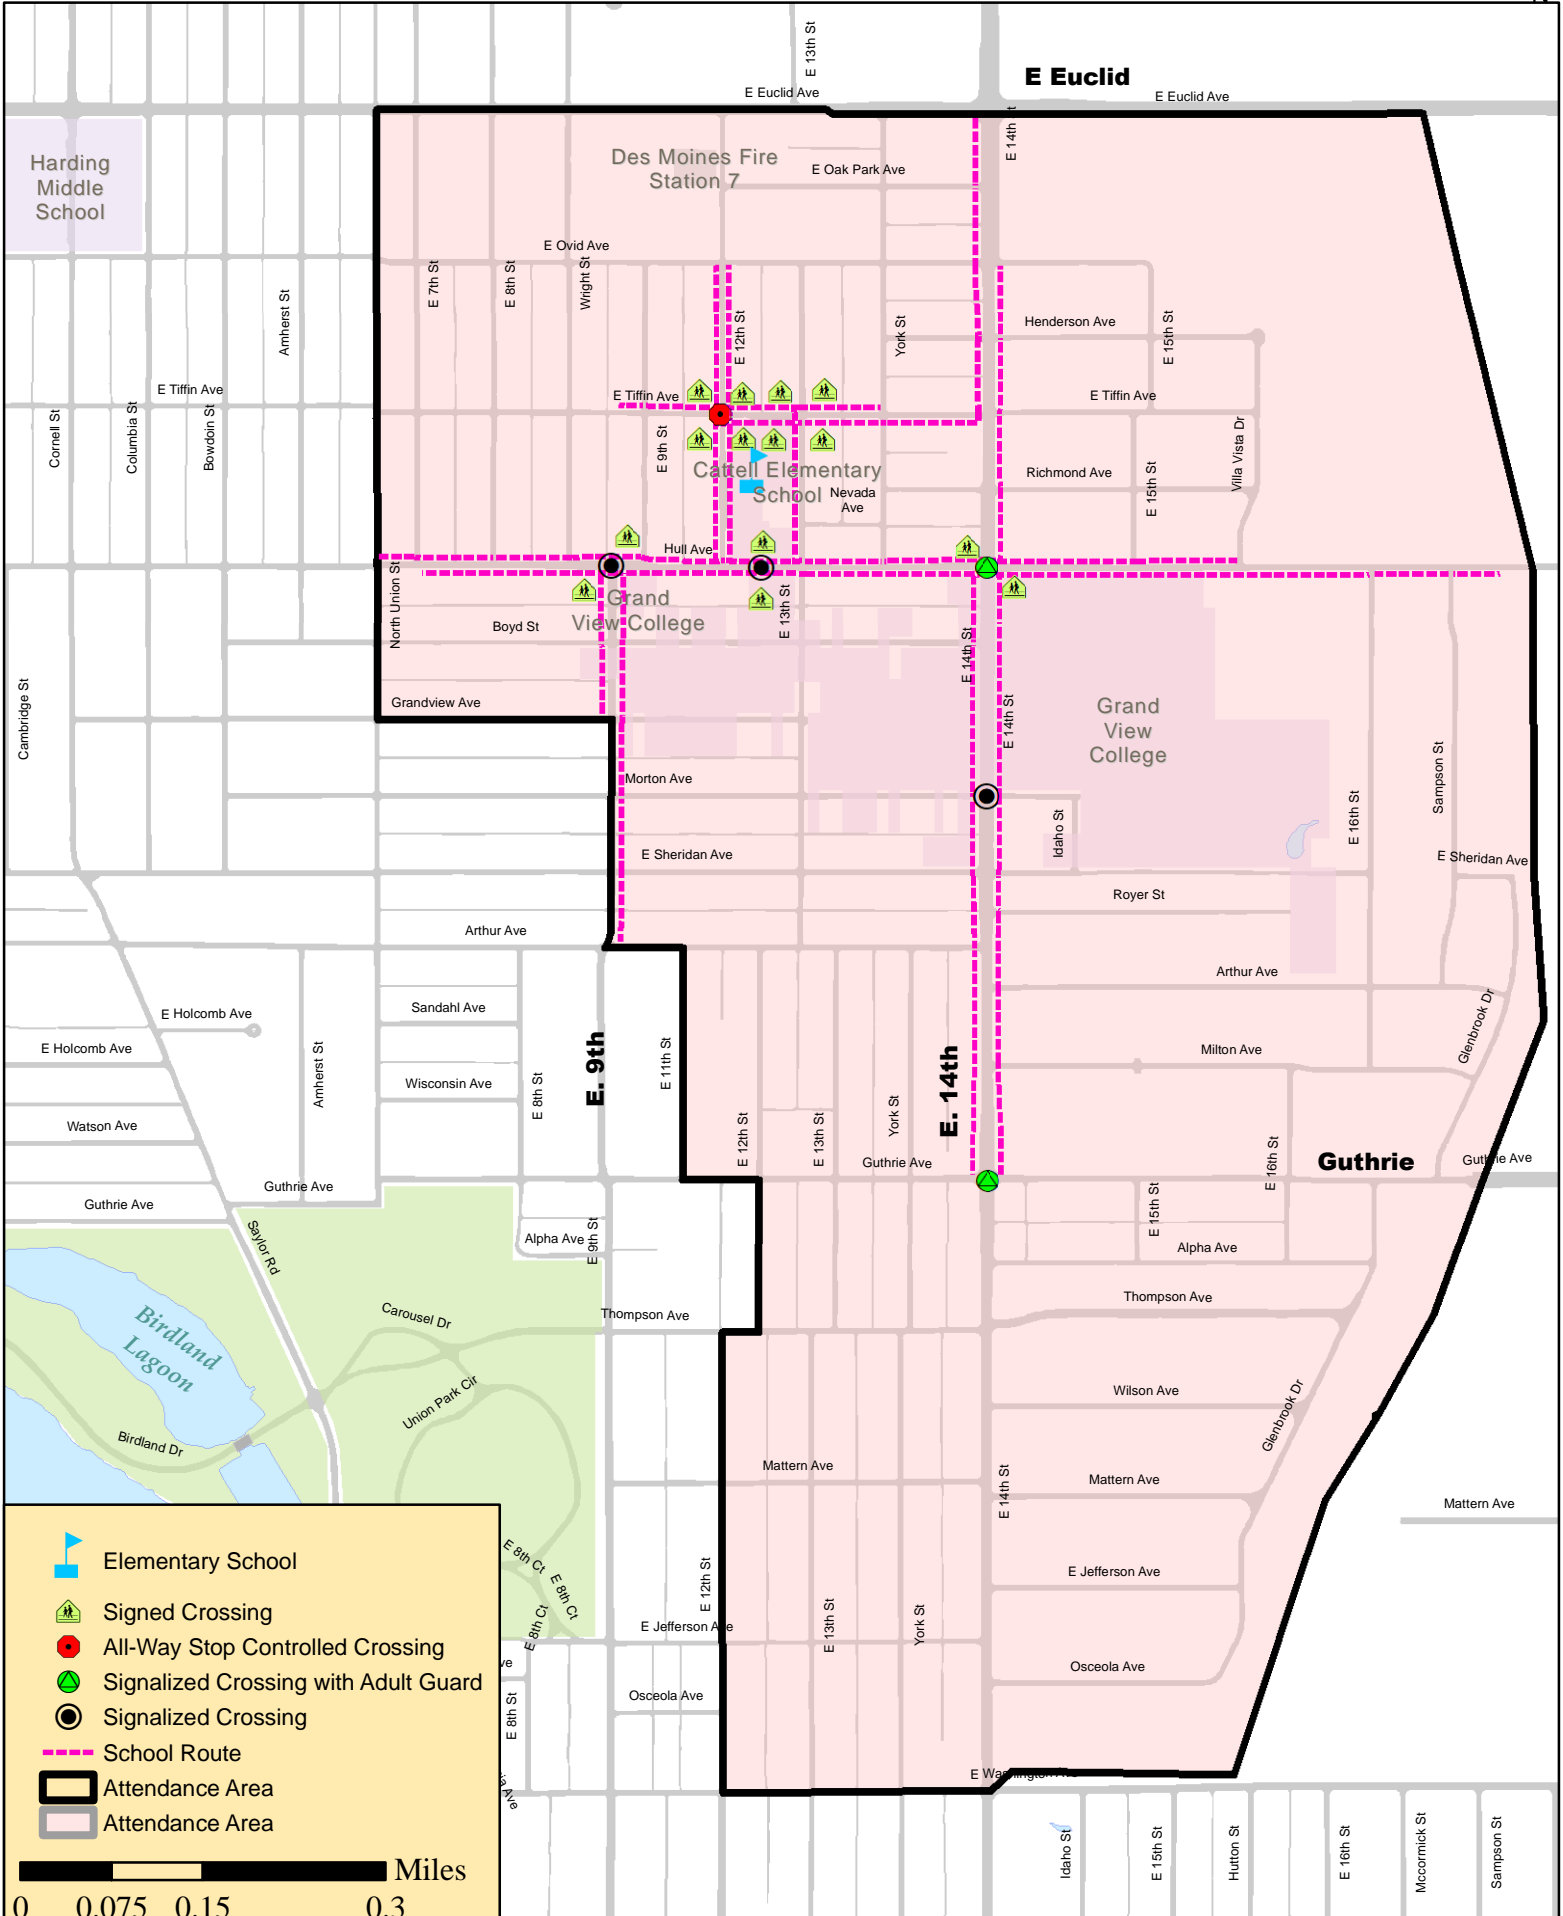 E 13th St
E Euclid
E Euclid Ave
E Euclid Ave
E 14th St
Harding
Middle
School
Des Moines Fire
Station 7
E Oak Park Ave
E Ovid Ave
E 7th St
E 8th St
Wright St
Amherst St
E 12th St
York St
Henderson Ave
E 15th St
E Tiffin Ave
E Tiffin Ave
E Tiffin Ave
Cornell St
Columbia St
Bowdoin St
E 9th St
Villa Vista Dr
Cattell Elementary
School
Nevada
Ave
Richmond Ave
E 15th St
Hull Ave
North Union St
Grand
View College
E 13th St
Boyd St
E 14th St
Grandview Ave
Cambridge St
E 14th St
Grand
View
College
Sampson St
Morton Ave
E 16th St
Idaho St
E Sheridan Ave
E Sheridan Ave
Royer St
Arthur Ave
Arthur Ave
E Holcomb Ave
Sandahl Ave
Glenbrook Dr
E Holcomb Ave
Amherst St
Wisconsin Ave
E 8th St
E. 9th
E 11th St
E. 14th
Milton Ave
Watson Ave
E 12th St
E 13th St
York St
Guthrie Ave
E 16th St
Guthrie
Guthrie Ave
Guthrie Ave
Guthrie Ave
Saylor Rd
Alpha Ave
E 9th St
E 15th St
Alpha Ave
Birdland
Lagoon
Carousel Dr
Thompson Ave
Thompson Ave
Union Park Cir
Wilson Ave
Glenbrook Dr
Birdland Dr
Mattern Ave
E 14th St
Mattern Ave
Mattern Ave
E 8th Ct
E 8th Ct
E 8th Ct
E 12th St
E Jefferson Ave
E Jefferson Ave
E 13th St
York St
Osceola Ave
Osceola Ave
E 8th St
E Washington Ave
Idaho St
E 15th St
Hutton St
E 16th St
Mccormick St
Sampson St
Elementary School
Signed Crossing
All-Way Stop Controlled Crossing
Signalized Crossing with Adult Guard
Signalized Crossing
School Route
Attendance Area
Attendance Area
Miles
0 0.075 0.15 0.3